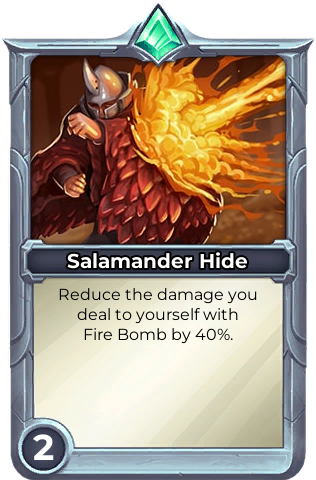 Salamander Hide
Reduce the damage you
deal to yourself with
Fire Bomb by 40%.
2